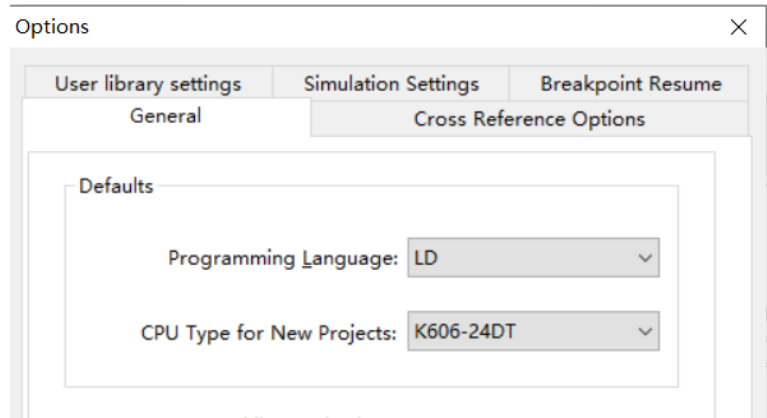 Options
User library settings Simulation Settings Breakpoint Resume
General Cross Reference Options
Defaults
Programming Language: LD
CPU Type for New Projects: K606-24DT